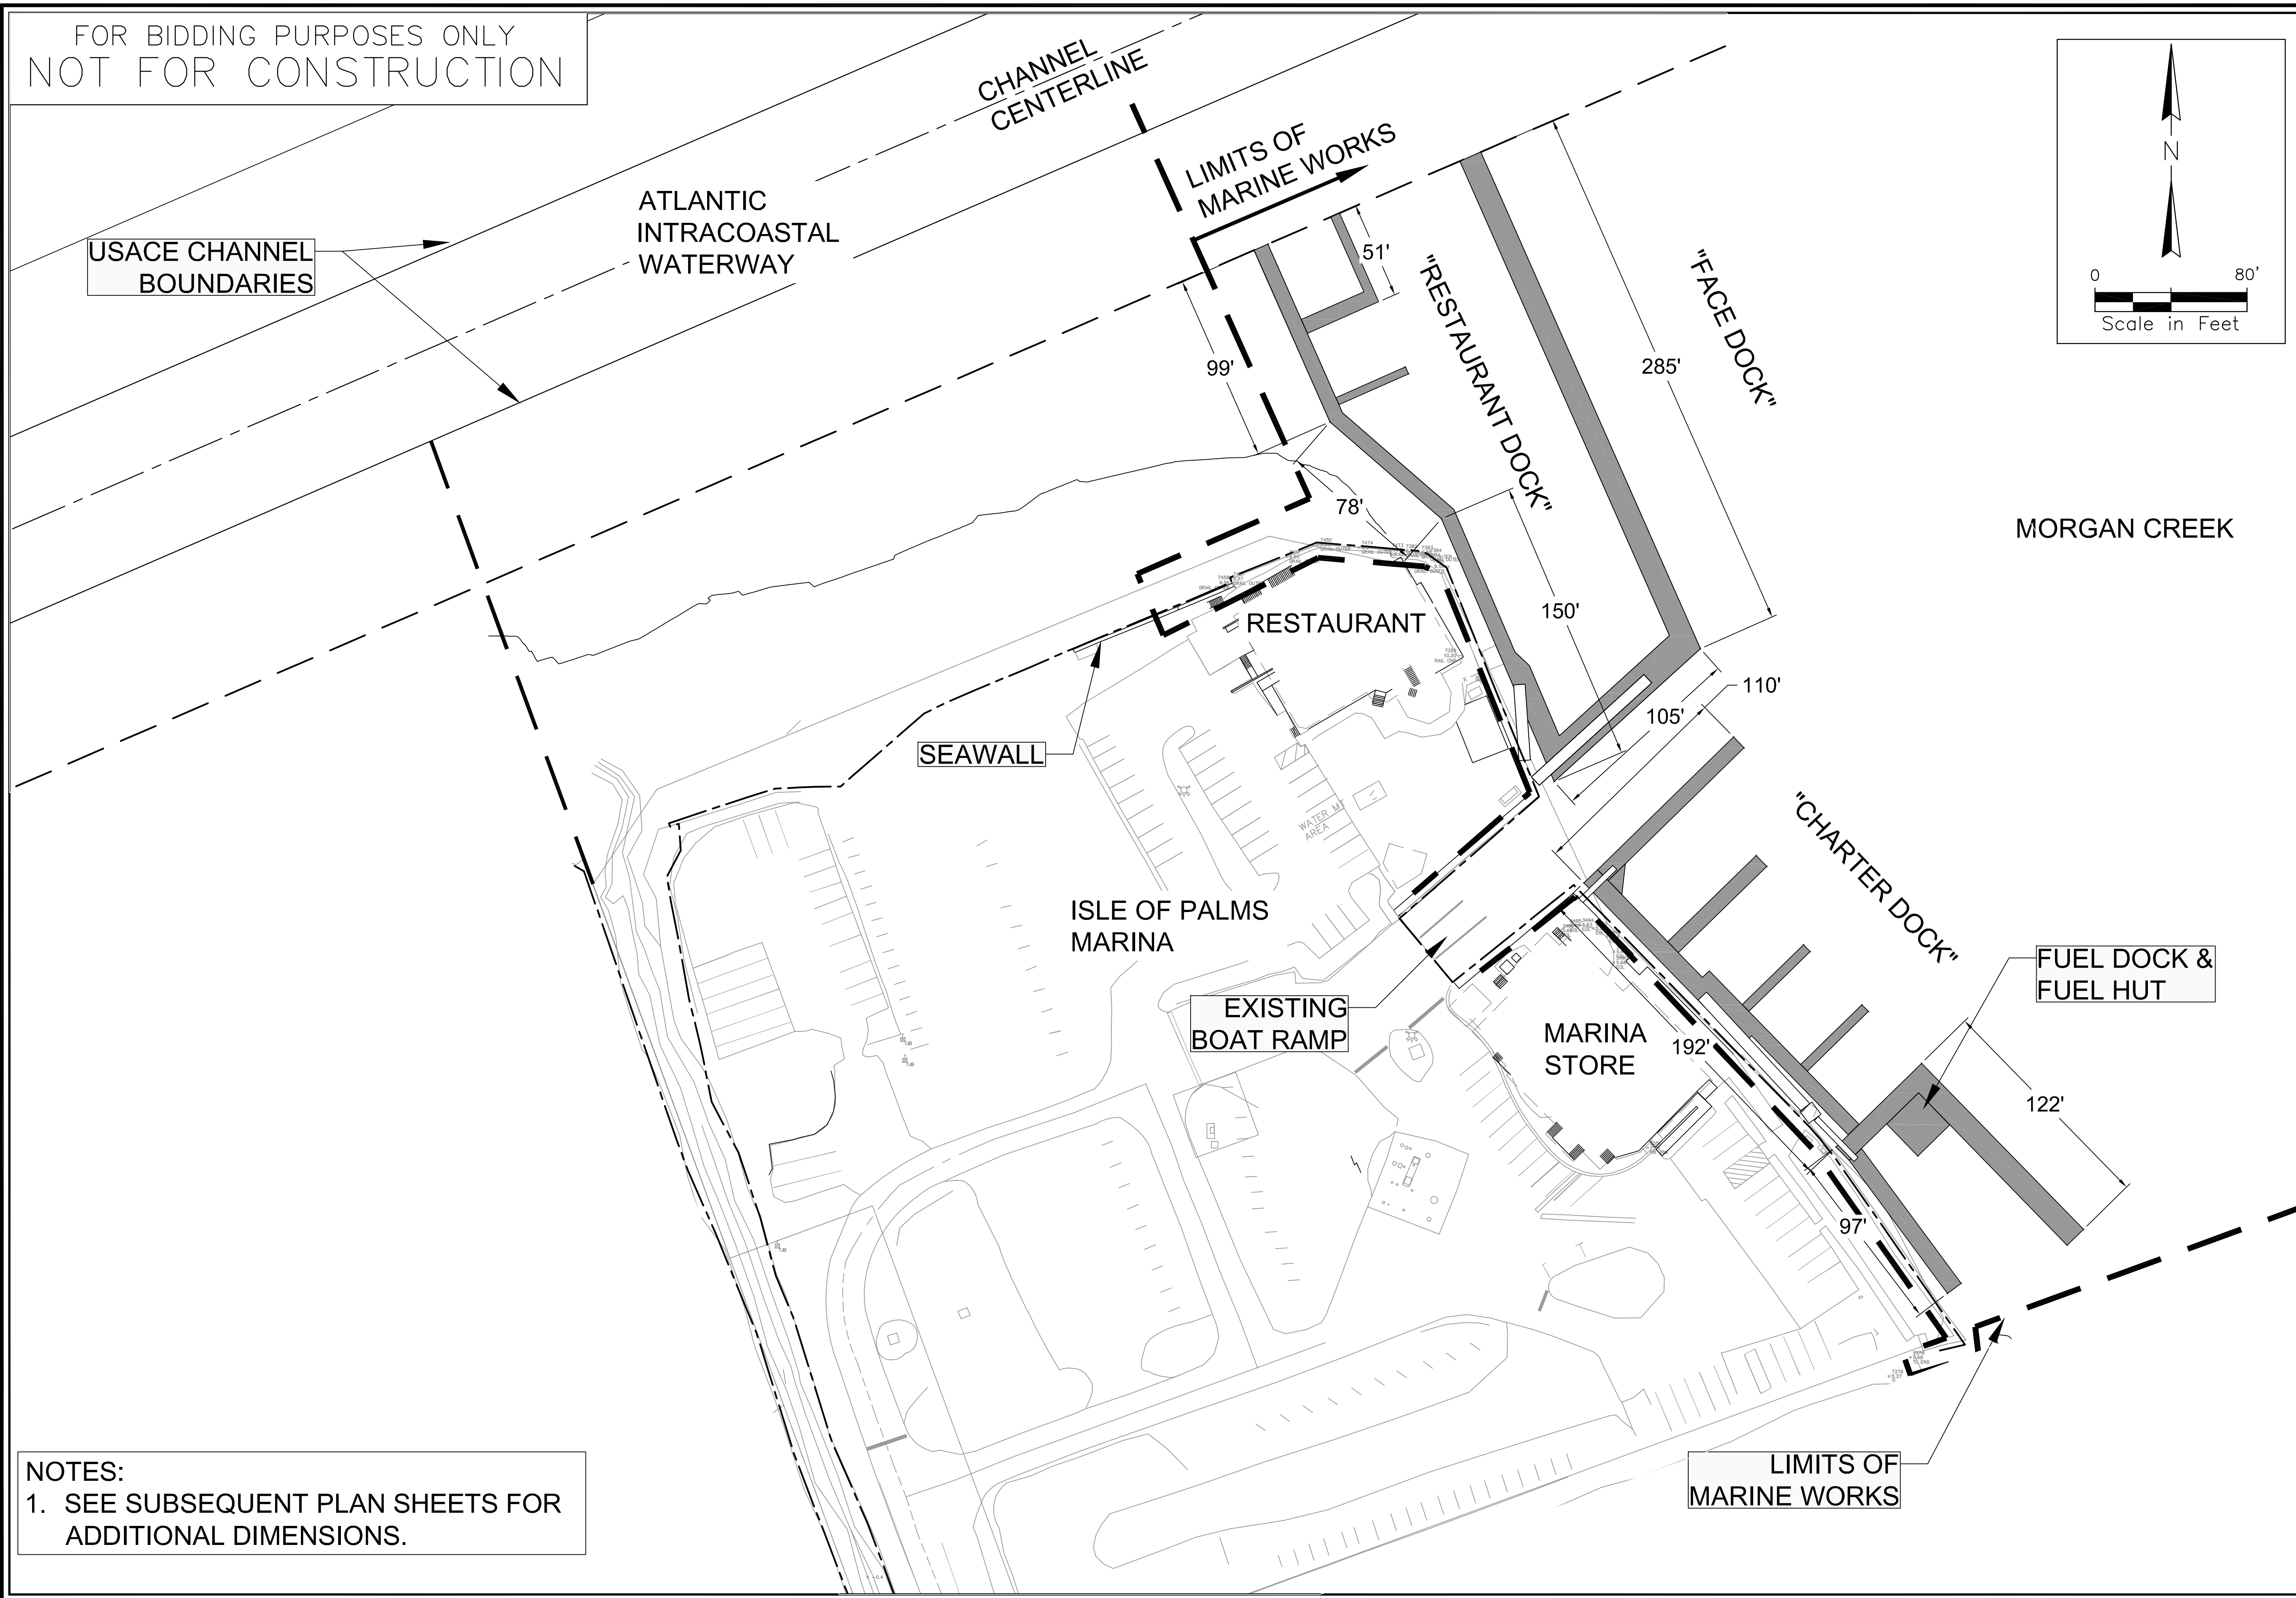 FOR BIDDING PURPOSES ONLY
NOT FOR CONSTRUCTION
CHANNEL
CENTERLINE
LIMITS OF
MARINE WORKS
N
0 80'
Scale in Feet
ATLANTIC
INTRACOASTAL
WATERWAY
USACE CHANNEL
BOUNDARIES
51'
99'
"RESTAURANT DOCK"
285'
"FACE DOCK"
78'
MORGAN CREEK
150'
RESTAURANT
110'
105'
SEAWALL
WATER MT
AREA
"CHARTER DOCK"
ISLE OF PALMS
MARINA
FUEL DOCK &
FUEL HUT
EXISTING
BOAT RAMP
MARINA
STORE
192'
122'
97'
LIMITS OF
MARINE WORKS
NOTES:
1. SEE SUBSEQUENT PLAN SHEETS FOR
ADDITIONAL DIMENSIONS.